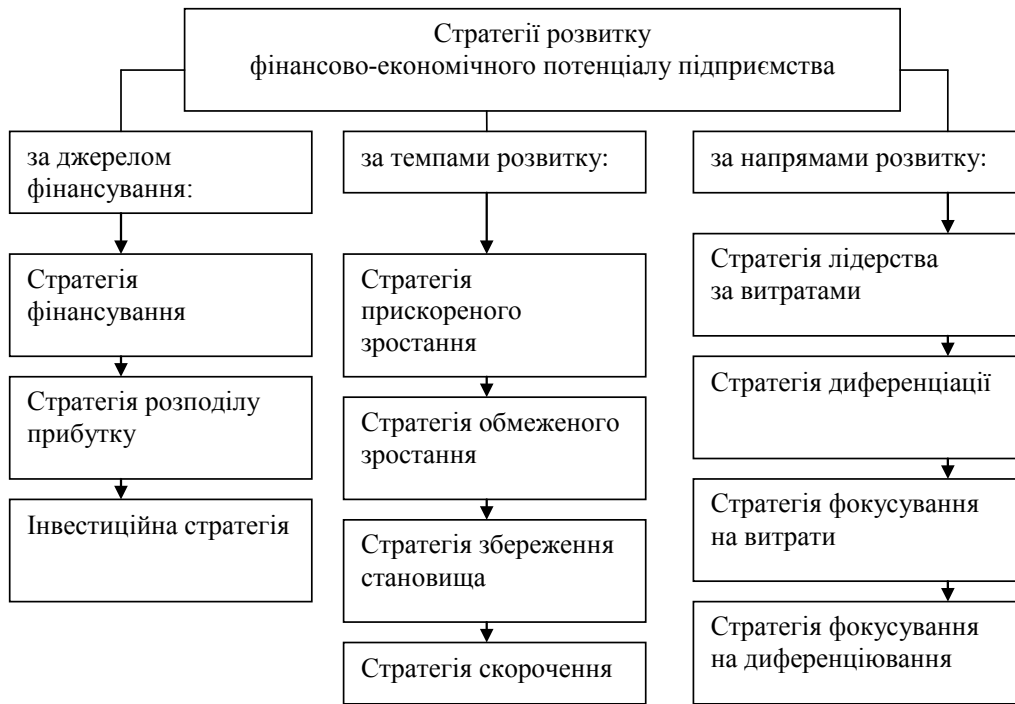 Стратегії розвитку
фінансово-економічного потенціалу підприємства
за джерелом
фінансування:
Стратегія
фінансування
Стратегія розподілу
прибутку
Інвестиційна стратегія
за темпами розвитку:
Стратегія
прискореного
зростання
Стратегія обмеженого
зростання
Стратегія збереження
становища
Стратегія скорочення
за напрямами розвитку:
Стратегія лідерства
за витратами
Стратегія диференціації
Стратегія фокусування
на витрати
Стратегія фокусування
на диференціювання